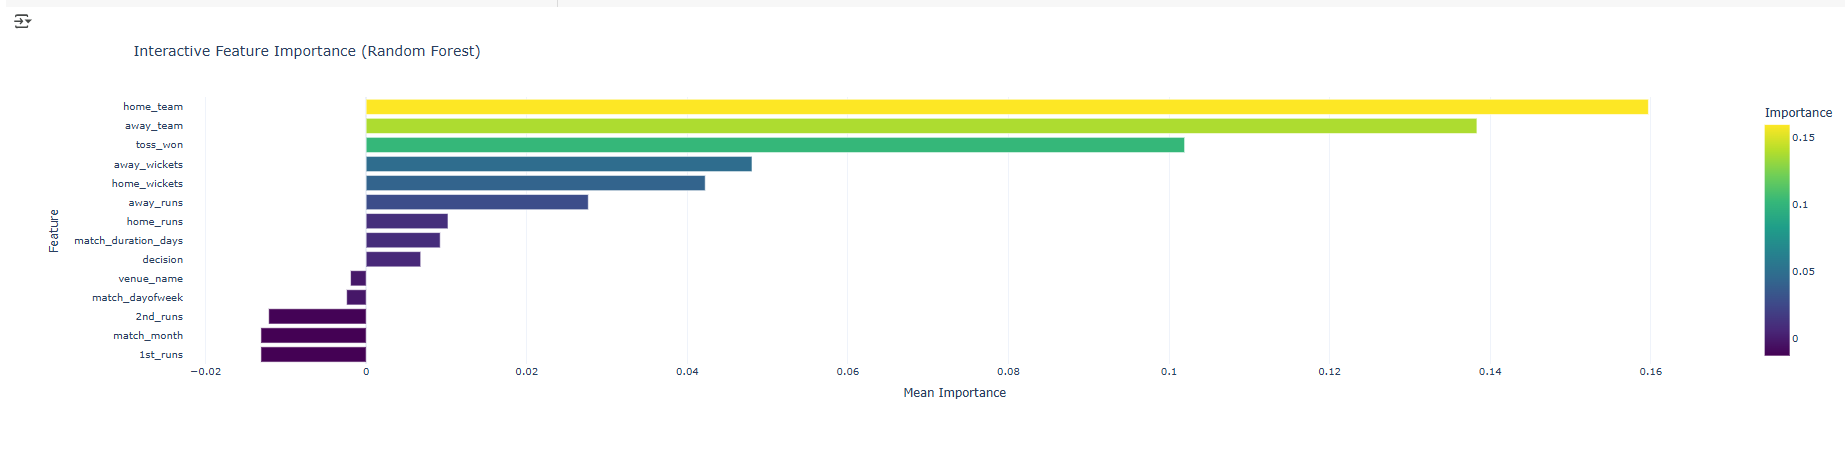 Interactive Feature Importance (Random Forest)
Feature
home_team
away_team
toss_won
away_wickets
home_wickets
away_runs
home_runs
match_duration_days
decision
venue_name
match_dayofweek
2nd_runs
match_month
1st_runs
−0.02 0 0.02 0.04 0.06 0.08 0.1 0.12 0.14 0.16
Mean Importance
Importance
0.15
0.1
0.05
0